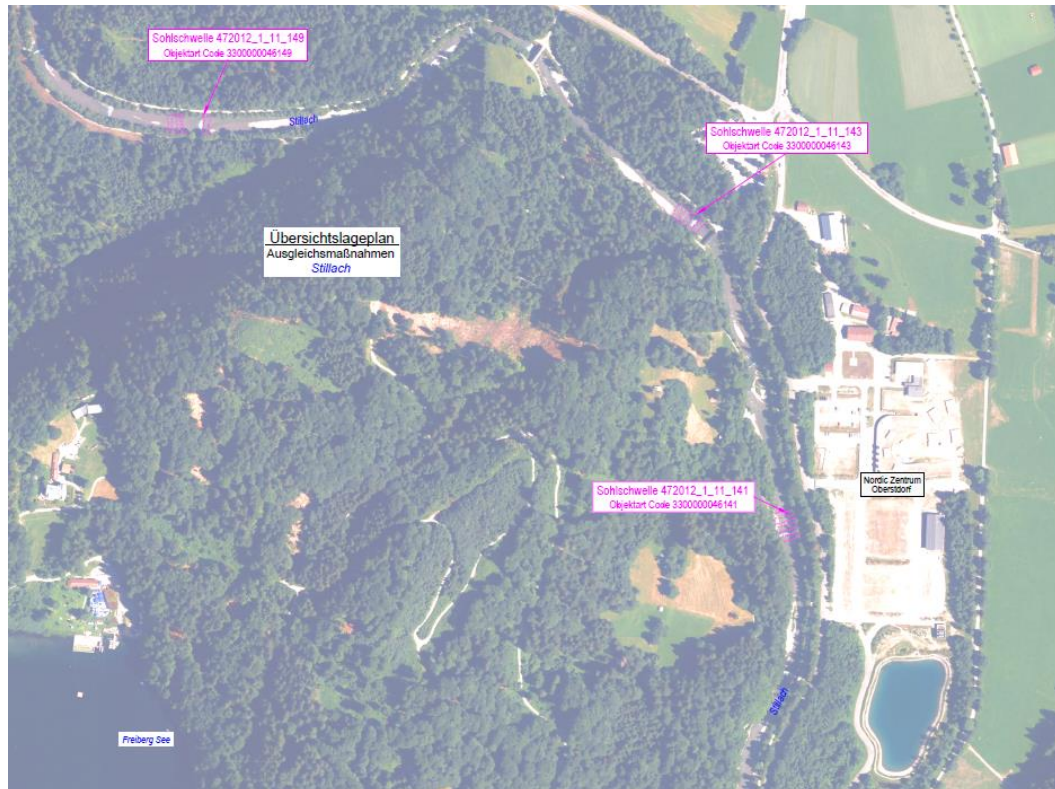 Sohlschwelle 472012_1_11_149
Objektart Code 3300000046149
Stillach
Sohlschwelle 472012_1_11_143
Objektart Code 3300000046143
Übersichtslageplan
Ausgleichsmaßnahmen
Stillach
Nordic Zentrum
Oberstdorf
Sohlschwelle 472012_1_11_141
Objektart Code 3300000046141
Stillach
Freiberg See